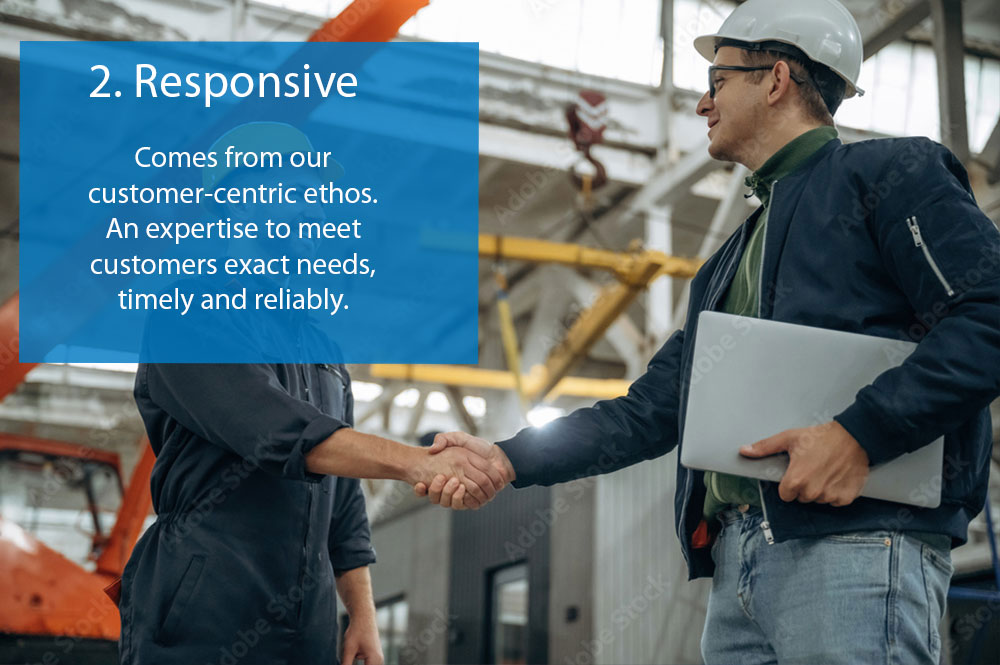 2. Responsive
Comes from our
customer-centric ethos.
An expertise to meet
customers exact needs,
timely and reliably.
Adobe Stock